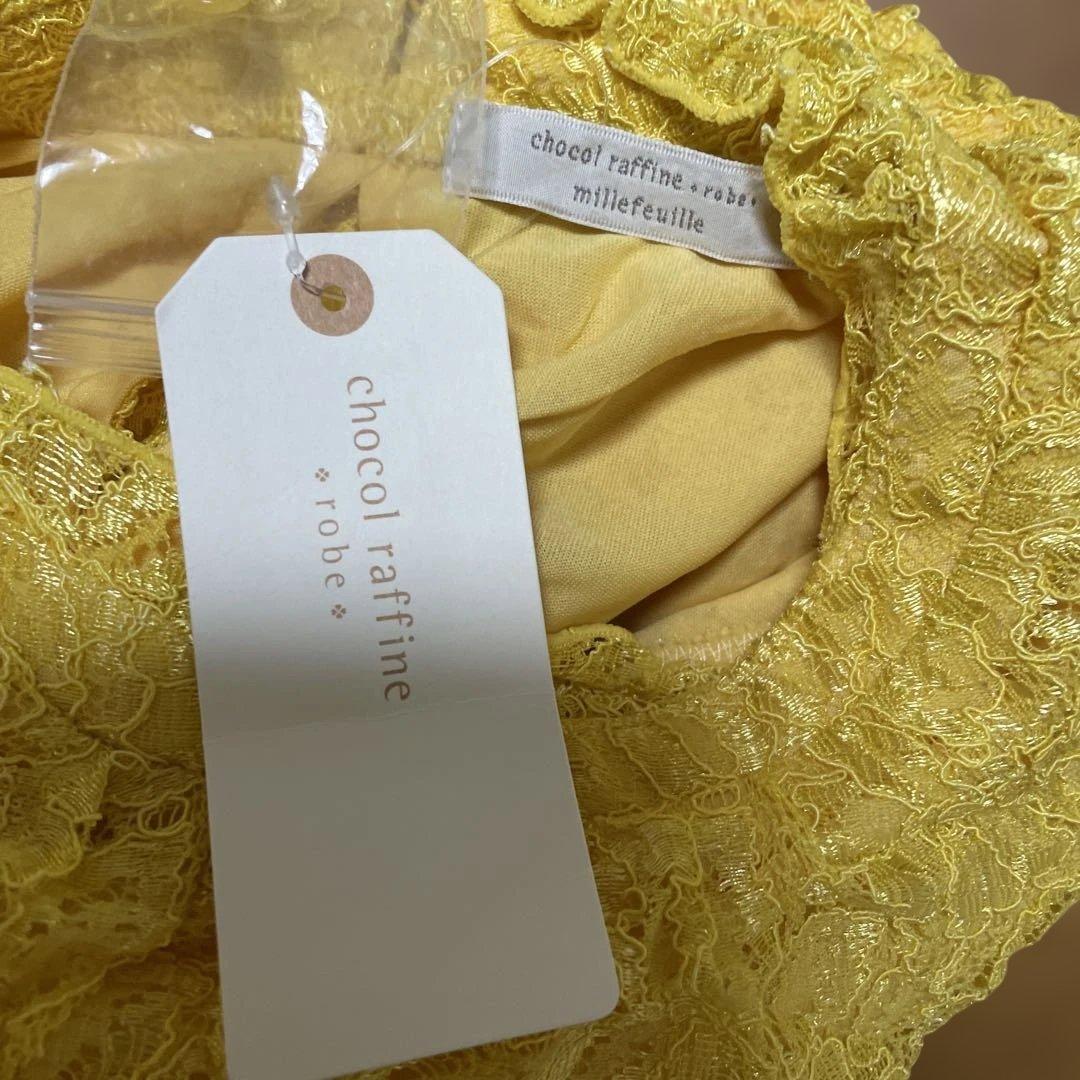 chocol raffine • robe •
millefeuille
chocol raffine
✤ robe ✤